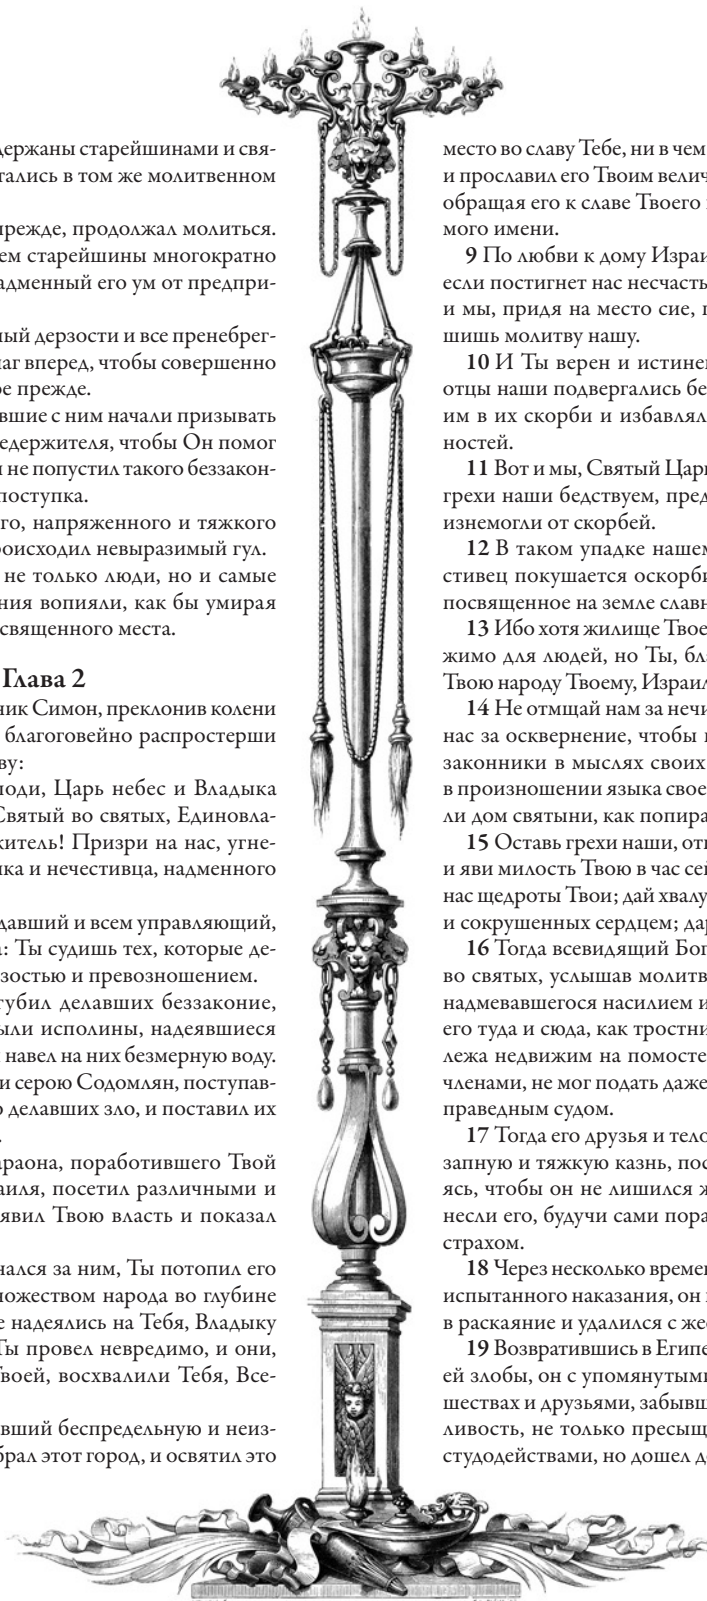 держаны старейшинами и свя-
тались в том же молитвенном
прежде, продолжал молиться.
ем старейшины многократно
адменный его ум от предпри-
ный дерзости и все пренебрег-
аг вперед, чтобы совершенно
ое прежде.
вшие с ним начали призывать
едержителя, чтобы Он помог
и не попустил такого беззакон-
поступка.
го, напряженного и тяжкого
роисходил невыразимый гул.
не только люди, но и самые
ния вопияли, как бы умирая
священного места.
Глава 2
ник Симон, преклонив колени
благоговейно распростерши
ву:
поди, Царь небес и Владыка
Святый во святых, Единовла-
житель! Призри на нас, угне-
ика и нечестивца, надменного
давший и всем управляющий,
а: Ты судишь тех, которые де-
зостью и превозношением.
губил делавших беззаконие,
ыли исполины, надеявшиеся
навел на них безмерную воду.
и серою Содомлян, поступав-
о делавших зло, и поставил их
араона, поработившего Твой
аиля, посетил различными и
явил Твою власть и показал
нался за ним, Ты потопил его
ножеством народа во глубине
е надеялись на Тебя, Владыку
Ты провел невредимо, и они,
Твоей, восхвалили Тебя, Все-
вший беспредельную и неиз-
брал этот город, и освятил это
место во славу Тебе, ни в чем
и прославил его Твоим велич
обращая его к славе Твоего
мого имени.
9 По любви к дому Израи
если постигнет нас несчасть
и мы, придя на место сие, п
шишь молитву нашу.
10 И Ты верен и истинен
отцы наши подвергались бе
им в их скорби и избавлял
ностей.
11 Вот и мы, Святый Царь
грехи наши бедствуем, пред
изнемогли от скорбей.
12 В таком упадке нашем
стивец покушается оскорби
посвященное на земле славн
13 Ибо хотя жилище Твое
жимо для людей, но Ты, бла
Твою народу Твоему, Израил
14 Не отмщай нам за нечи
нас за осквернение, чтобы н
законники в мыслях своих
в произношении языка свое
ли дом святыни, как попира
15 Оставь грехи наши, отп
и яви милость Твою в час сей
нас щедроты Твои; дай хвалу
и сокрушенных сердцем; дар
16 Тогда всевидящий Бог
во святых, услышав молитв
надмевавшегося насилием и
его туда и сюда, как тростни
лежа недвижим на помосте
членами, не мог подать даже
праведным судом.
17 Тогда его друзья и тело
запную и тяжкую казнь, пос
ясь, чтобы он не лишился ж
несли его, будучи сами пора
страхом.
18 Через несколько времен
испытанного наказания, он
в раскаяние и удалился с жес
19 Возвратившись в Египе
ей злобы, он с упомянутыми
шествах и друзьями, забывш
ливость, не только пресыщ
студодействами, но дошел д